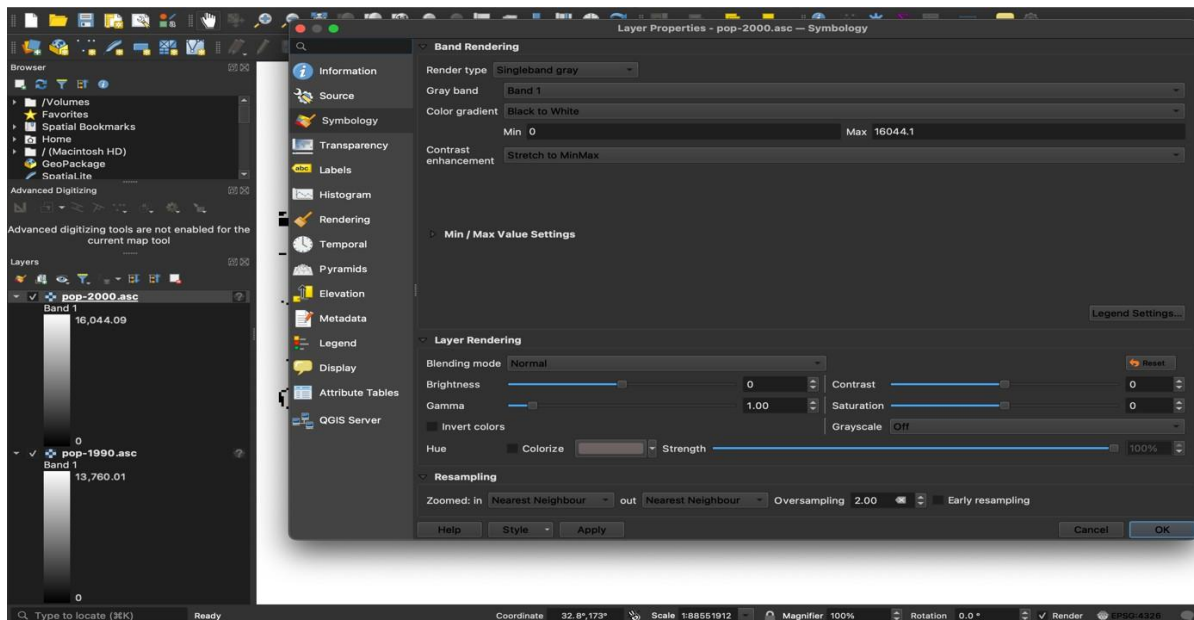 Layer Properties - pop-2000.asc — Symbology
Browser
/Volumes
Favorites
Spatial Bookmarks
Home
/ (Macintosh HD)
GeoPackage
SpatiaLite
Advanced Digitizing
Advanced digitizing tools are not enabled for the
current map tool
Layers
pop-2000.asc
Band 1
16,044.09
0
pop-1990.asc
Band 1
13,760.01
0
Information
Source
Symbology
Transparency
abc Labels
Histogram
Rendering
Temporal
Pyramids
Elevation
Metadata
Legend
Display
Attribute Tables
QGIS Server
Band Rendering
Render type Singleband gray
Gray band Band 1
Color gradient Black to White
Min 0 Max 16044.1
Contrast
enhancement Stretch to MinMax
Min / Max Value Settings
Legend Settings...
Layer Rendering
Blending mode Normal Reset
Brightness 0 Contrast 0
Gamma 1.00 Saturation 0
Invert colors Grayscale Off
Hue Colorize Strength 100%
Resampling
Zoomed: in Nearest Neighbour out Nearest Neighbour Oversampling 2.00 Early resampling
Help Style Apply Cancel OK
Type to locate (⌘K) Ready Coordinate 32.8°,173° Scale 1:88551912 Magnifier 100% Rotation 0.0 ° Render EPSG:4326